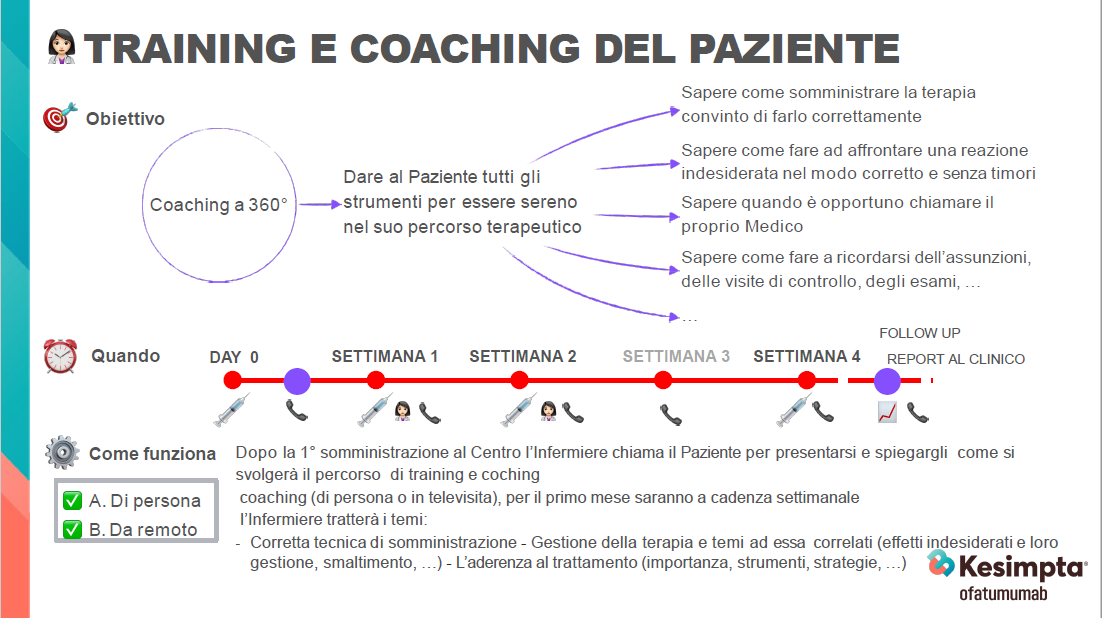 TRAINING E COACHING DEL PAZIENTE
Obiettivo
Coaching a 360°
Dare al Paziente tutti gli
strumenti per essere sereno
nel suo percorso terapeutico
Sapere come somministrare la terapia
convinto di farlo correttamente
Sapere come fare ad affrontare una reazione
indesiderata nel modo corretto e senza timori
Sapere quando è opportuno chiamare il
proprio Medico
Sapere come fare a ricordarsi dell’assunzioni,
delle visite di controllo, degli esami, …
…
Quando
DAY 0
SETTIMANA 1
SETTIMANA 2
SETTIMANA 3
SETTIMANA 4
FOLLOW UP
REPORT AL CLINICO
Come funziona
A. Di persona
B. Da remoto
Dopo la 1° somministrazione al Centro l’Infermiere chiama il Paziente per presentarsi e spiegargli come si
svolgerà il percorso di training e coching
coaching (di persona o in televisita), per il primo mese saranno a cadenza settimanale
l’Infermiere tratterà i temi:
- Corretta tecnica di somministrazione - Gestione della terapia e temi ad essa correlati (effetti indesiderati e loro
gestione, smaltimento, …) - L’aderenza al trattamento (importanza, strumenti, strategie, …)
Kesimpta®
ofatumumab